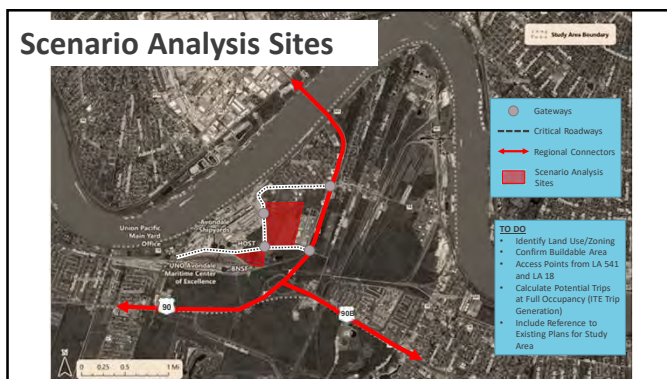 Scenario Analysis Sites
Study Area Boundary
Gateways
Critical Roadways
Regional Connectors
Scenario Analysis
Sites
Union Pacific
Main Yard
Office
Avondale
Shipyards
HOST
UNO Avondale
Maritime Center
of Excellence
BNSF
90
90B
TO DO
• Identify Land Use/Zoning
• Confirm Buildable Area
• Access Points from LA 541
and LA 18
• Calculate Potential Trips
at Full Occupancy (ITE Trip
Generation)
• Include Reference to
Existing Plans for Study
Area
N
0 0.25 0.5 1 Mi